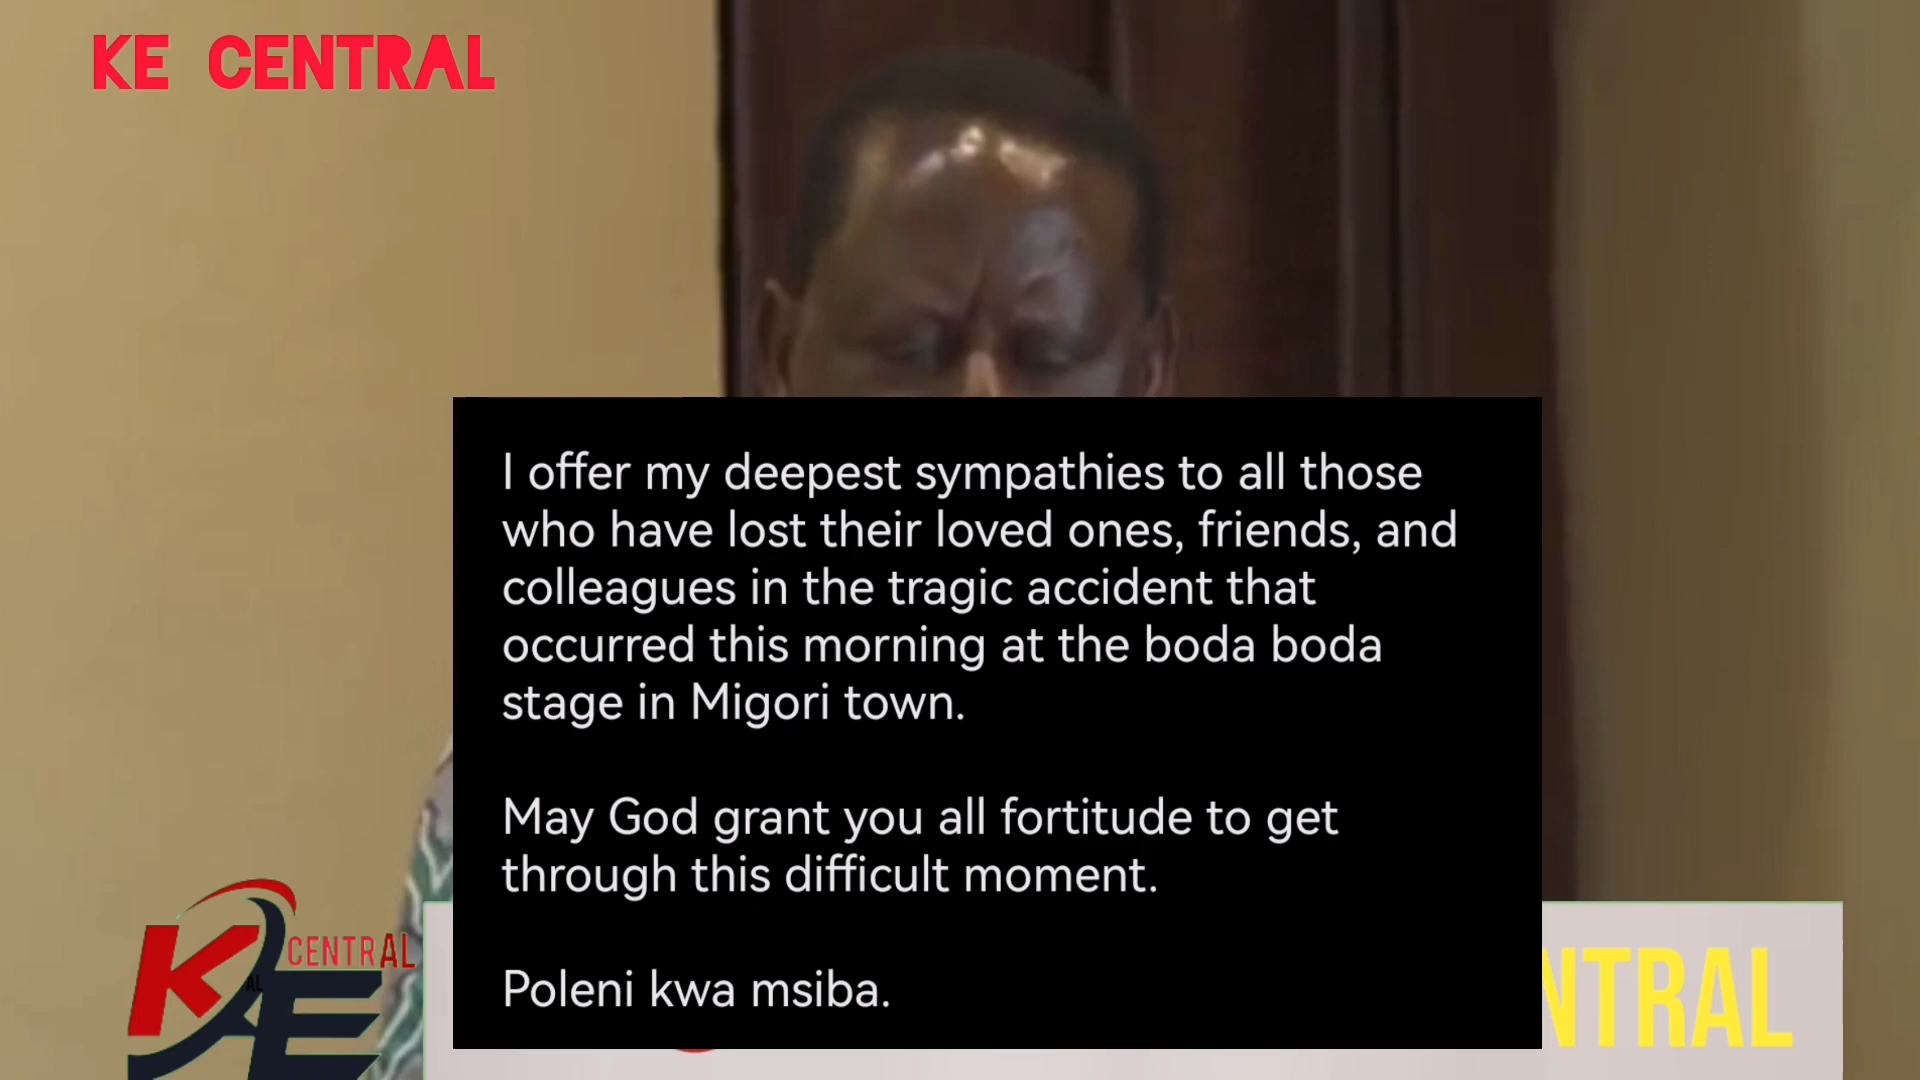 KE CENTRAL
I offer my deepest sympathies to all those
who have lost their loved ones, friends, and
colleagues in the tragic accident that
occurred this morning at the boda boda
stage in Migori town.
May God grant you all fortitude to get
through this difficult moment.
Poleni kwa msiba.
KE CENTRAL
AL
NTRAL